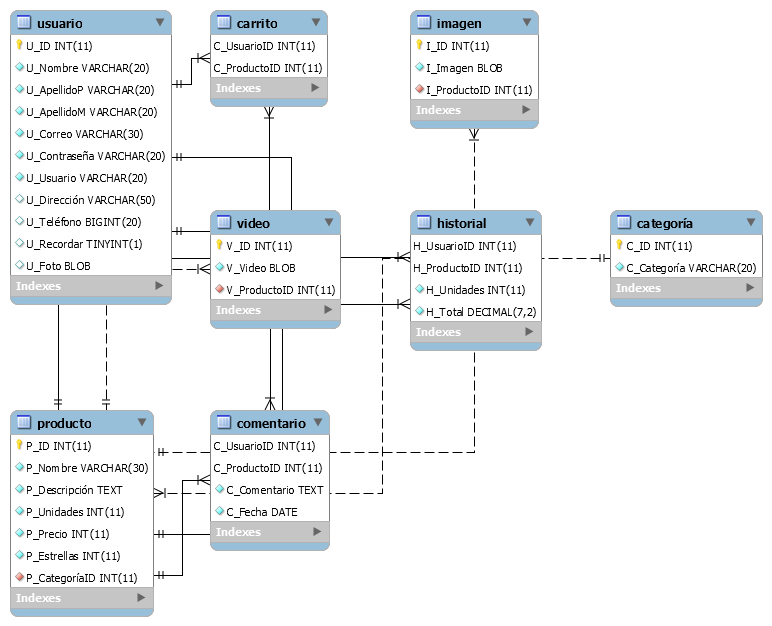 usuario
U_ID INT(11)
U_Nombre VARCHAR(20)
U_ApellidoP VARCHAR(20)
U_ApellidoM VARCHAR(20)
U_Correo VARCHAR(30)
U_Contraseña VARCHAR(20)
U_Usuario VARCHAR(20)
U_Dirección VARCHAR(50)
U_Teléfono BIGINT(20)
U_Recordar TINYINT(1)
U_Foto BLOB
Indexes
carrito
C_UsuarioID INT(11)
C_ProductoID INT(11)
Indexes
imagen
I_ID INT(11)
I_Imagen BLOB
I_ProductoID INT(11)
Indexes
video
V_ID INT(11)
V_Video BLOB
V_ProductoID INT(11)
Indexes
historial
H_UsuarioID INT(11)
H_ProductoID INT(11)
H_Unidades INT(11)
H_Total DECIMAL(7,2)
Indexes
categoría
C_ID INT(11)
C_Categoría VARCHAR(20)
Indexes
producto
P_ID INT(11)
P_Nombre VARCHAR(30)
P_Descripción TEXT
P_Unidades INT(11)
P_Precio INT(11)
P_Estrellas INT(11)
P_CategoríaID INT(11)
Indexes
comentario
C_UsuarioID INT(11)
C_ProductoID INT(11)
C_Comentario TEXT
C_Fecha DATE
Indexes